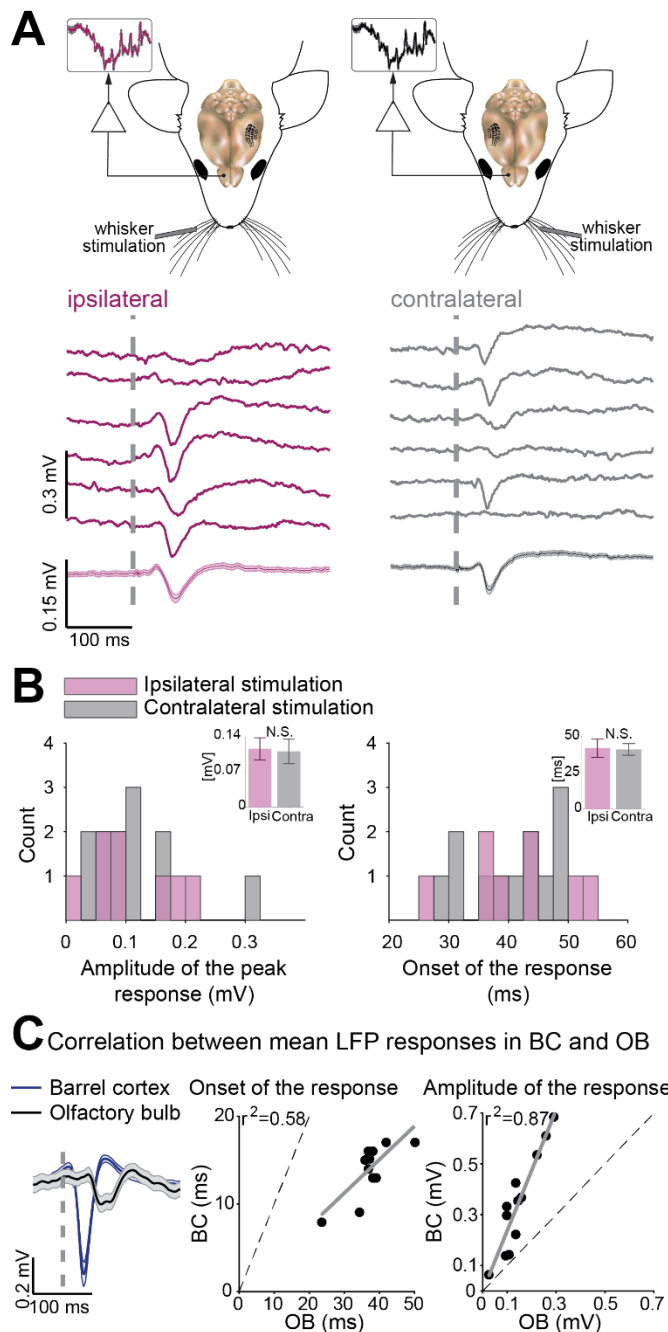 A
whisker
stimulation
whisker
stimulation
ipsilateral
contralateral
0.3 mV
0.15 mV
100 ms
B
Ipsilateral stimulation
Contralateral stimulation
4
3
2
1
Count
0
0.1
0.2
0.3
Amplitude of the peak
response (mV)
0.14
0.07
0
[mV]
N.S.
Ipsi Contra
4
3
2
1
Count
20
30
40
50
60
Onset of the response
(ms)
50
25
0
[ms]
N.S.
Ipsi Contra
C Correlation between mean LFP responses in BC and OB
Barrel cortex
Olfactory bulb
0.2 mV
100 ms
Onset of the response
r²=0.58
20
10
0
BC (ms)
0 10 20 30 40 50
OB (ms)
Amplitude of the response
r²=0.87
0.7
0.5
0.3
0.1
0
BC (mV)
0 0.1 0.3 0.5 0.7
OB (mV)